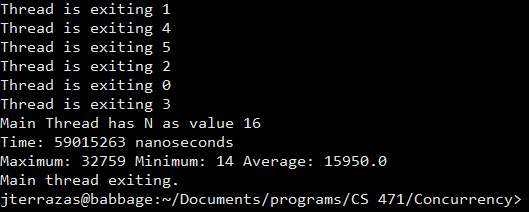 Thread is exiting 1
Thread is exiting 4
Thread is exiting 5
Thread is exiting 2
Thread is exiting 0
Thread is exiting 3
Main Thread has N as value 16
Time: 59015263 nanoseconds
Maximum: 32759 Minimum: 14 Average: 15950.0
Main thread exiting.
jterrazas@babbage:~/Documents/programs/CS 471/Concurrency>